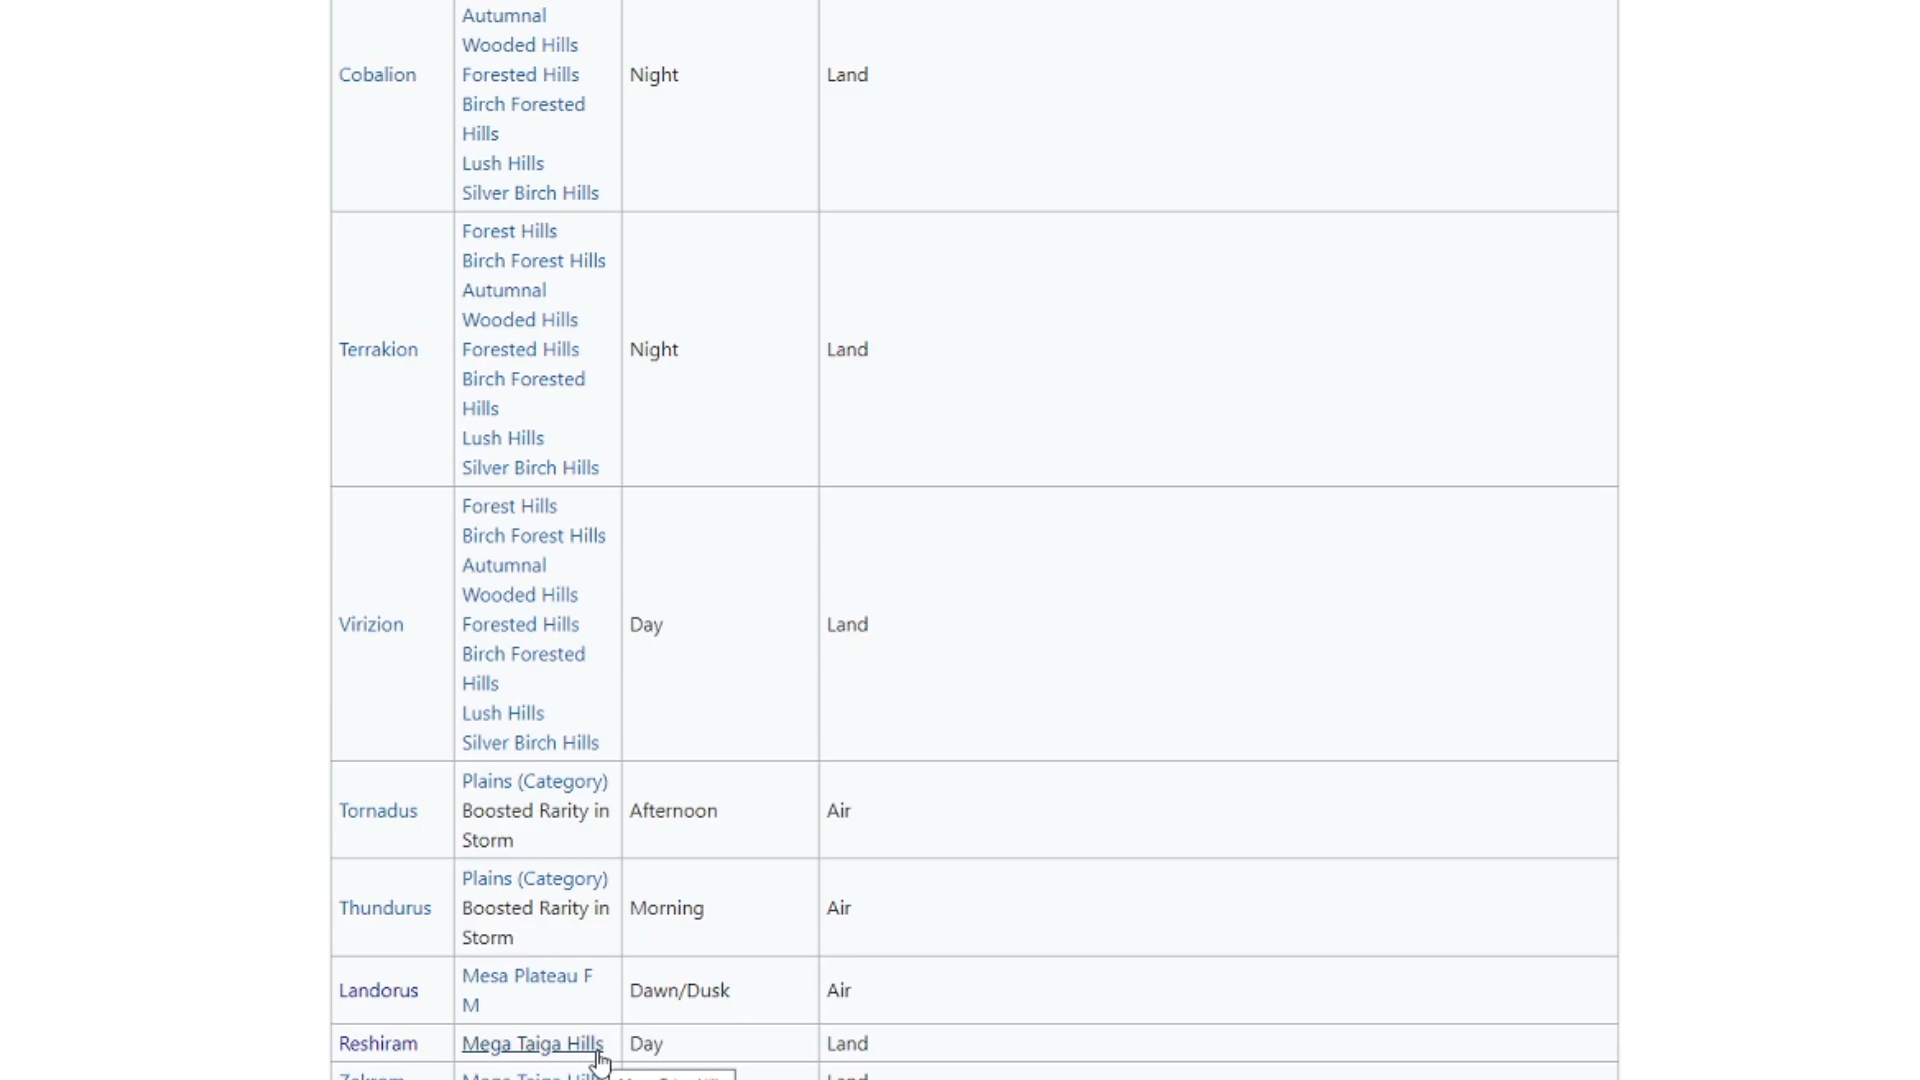 Autumnal
Wooded Hills
Cobalion
Forested Hills
Night
Land
Birch Forested
Hills
Lush Hills
Silver Birch Hills
Forest Hills
Birch Forest Hills
Autumnal
Wooded Hills
Terrakion
Forested Hills
Night
Land
Birch Forested
Hills
Lush Hills
Silver Birch Hills
Forest Hills
Birch Forest Hills
Autumnal
Wooded Hills
Virizion
Forested Hills
Day
Land
Birch Forested
Hills
Lush Hills
Silver Birch Hills
Plains (Category)
Tornadus
Boosted Rarity in
Afternoon
Air
Storm
Plains (Category)
Thundurus
Boosted Rarity in
Morning
Air
Storm
Mesa Plateau F
Landorus
M
Dawn/Dusk
Air
Reshiram
Mega Taiga Hills
Day
Land